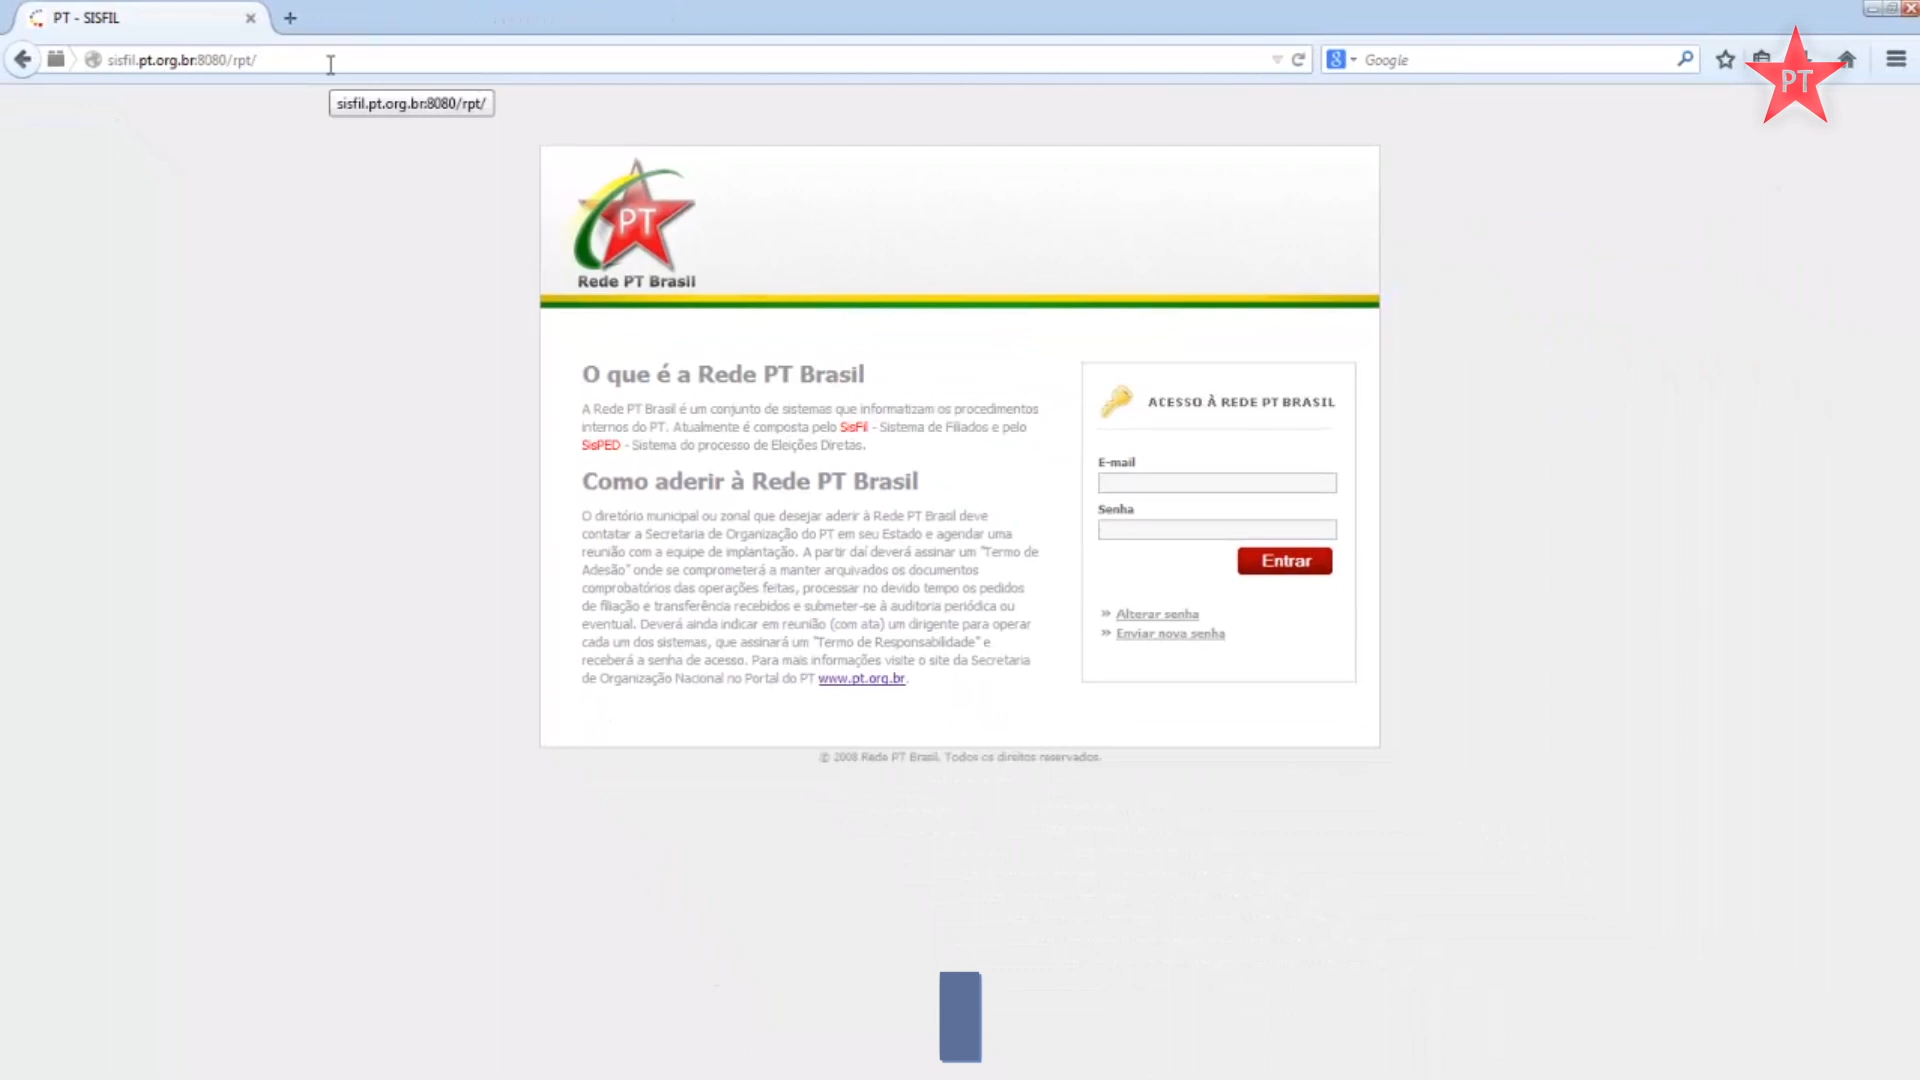 PT - SISFIL
sisfil.pt.org.br:8080/rpt/
Google
PT
sisfil.pt.org.br:8080/rpt/
PT
Rede PT Brasil
O que é a Rede PT Brasil
A Rede PT Brasil é um conjunto de sistemas que informatizam os procedimentos
internos do PT. Atualmente é composta pelo SisFil - Sistema de Filiados e pelo
SisPED - Sistema do processo de Eleições Diretas.
Como aderir à Rede PT Brasil
O diretório municipal ou zonal que desejar aderir à Rede PT Brasil deve
contatar a Secretaria de Organização do PT em seu Estado e agendar uma
reunião com a equipe de implantação. A partir daí deverá assinar um "Termo de
Adesão" onde se comprometerá a manter arquivados os documentos
comprobatórios das operações feitas, processar no devido tempo os pedidos
de filiação e transferência recebidos e submeter-se à auditoria periódica ou
eventual. Deverá ainda indicar em reunião (com ata) um dirigente para operar
cada um dos sistemas, que assinará um "Termo de Responsabilidade" e
receberá a senha de acesso. Para mais informações visite o site da Secretaria
de Organização Nacional no Portal do PT www.pt.org.br.
ACESSO À REDE PT BRASIL
E-mail
Senha
Entrar
» Alterar senha
» Enviar nova senha
© 2008 Rede PT Brasil. Todos os direitos reservados.